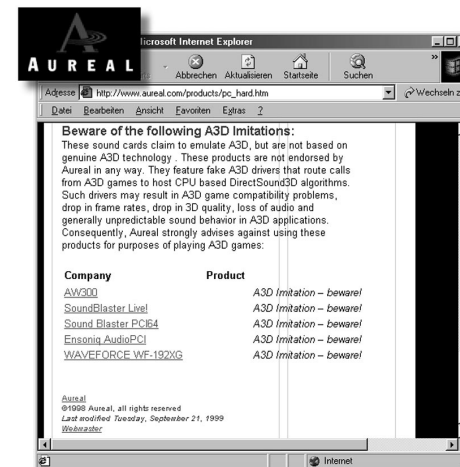 AUREAL
Microsoft Internet Explorer
Abbrechen Aktualisieren Startseite Suchen »
Adresse http://www.aureal.com/products/pc_hard.htm Wechseln z
Datei Bearbeiten Ansicht Favoriten Extras ?
Beware of the following A3D Imitations:
These sound cards claim to emulate A3D, but are not based on
genuine A3D technology . These products are not endorsed by
Aureal in any way. They feature fake A3D drivers that route calls
from A3D games to host CPU based DirectSound3D algorithms.
Such drivers may result in A3D game compatibility problems,
drop in frame rates, drop in 3D quality, loss of audio and
generally unpredictable sound behavior in A3D applications.
Consequently, Aureal strongly advises against using these
products for purposes of playing A3D games:
Company Product
AW300 A3D Imitation – beware!
SoundBlaster Live! A3D Imitation – beware!
Sound Blaster PCI64 A3D Imitation – beware!
Ensoniq AudioPCI A3D Imitation – beware!
WAVEFORCE WF-192XG A3D Imitation – beware!
Aureal
©1998 Aureal, all rights reserved
Last modified Tuesday, September 21, 1999
Webmaster
Internet